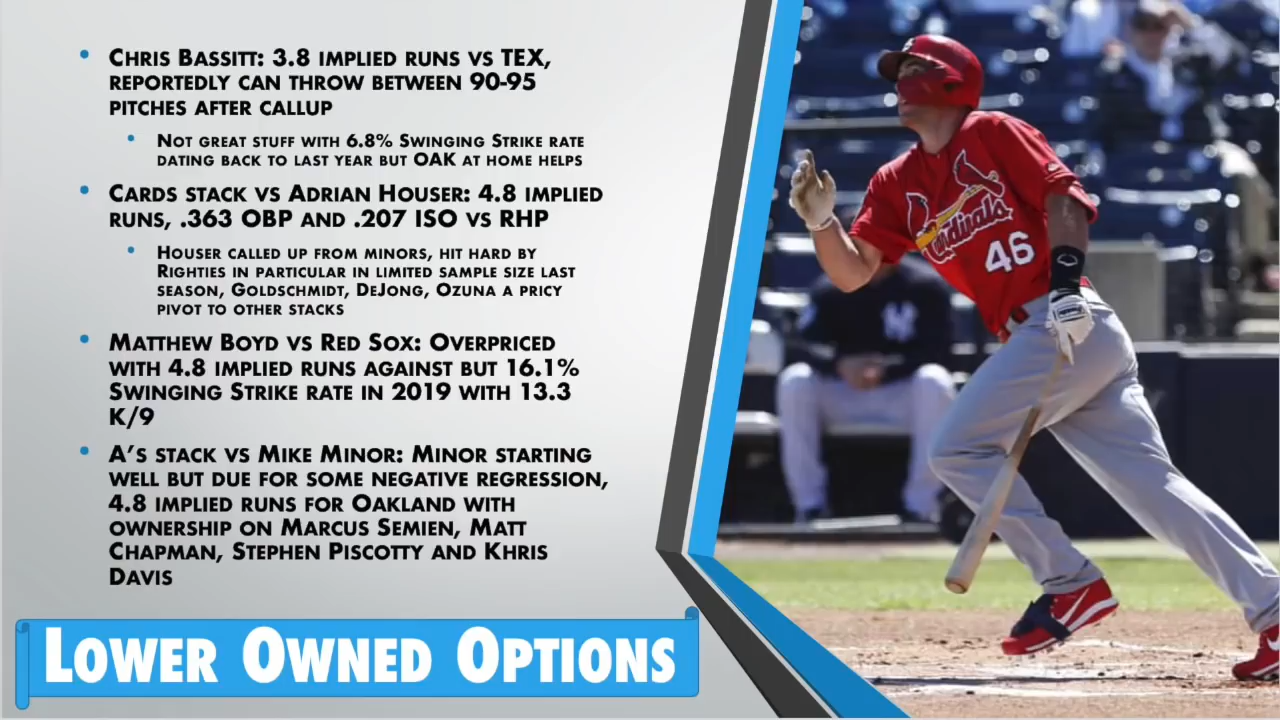 Chris Bassitt: 3.8 implied runs vs TEX,
reportedly can throw between 90-95
pitches after callup
Not great stuff with 6.8% Swinging Strike rate
dating back to last year but OAK at home helps
Cards stack vs Adrian Houser: 4.8 implied
runs, .363 OBP and .207 ISO vs RHP
Houser called up from minors, hit hard by
Righties in particular in limited sample size last
season, Goldschmidt, DeJong, Ozuna a pricy
pivot to other stacks
Matthew Boyd vs Red Sox: Overpriced
with 4.8 implied runs against but 16.1%
Swinging Strike rate in 2019 with 13.3
K/9
A's stack vs Mike Minor: Minor starting
well but due for some negative regression,
4.8 implied runs for Oakland with
ownership on Marcus Semien, Matt
Chapman, Stephen Piscotty and Khris
Davis
Lower Owned Options
Cardinals
46